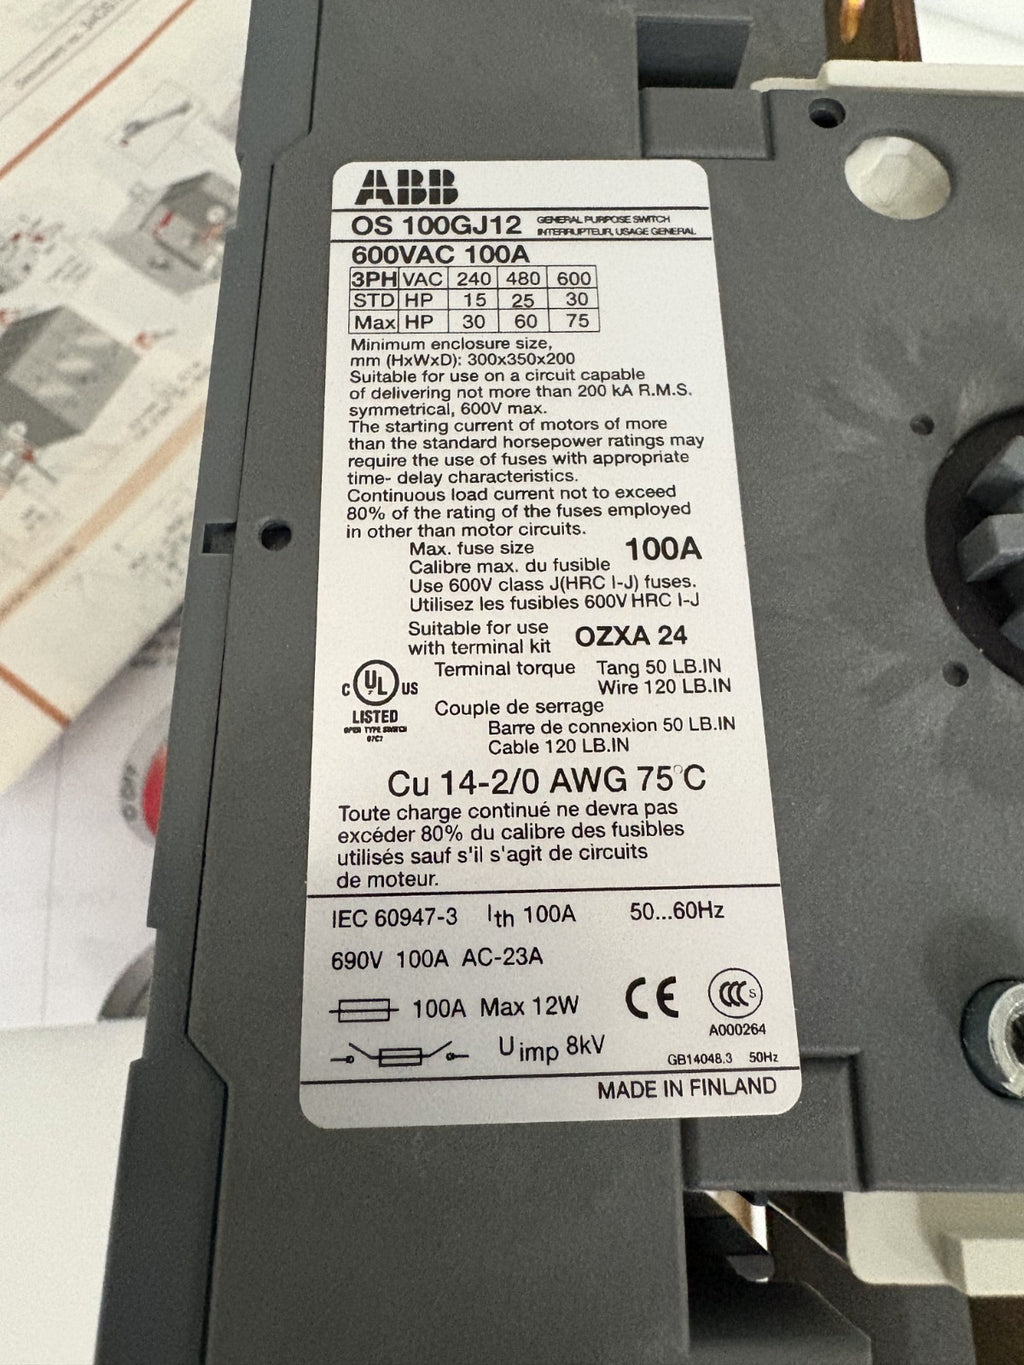 ABB
OS 100GJ12 GENERAL PURPOSE SWITCH
INTERRUPTEUR, USAGE GENERAL
600VAC 100A
3PH VAC 240 480 600
STD HP 15 25 30
Max HP 30 60 75
Minimum enclosure size,
mm (HxWxD): 300x350x200
Suitable for use on a circuit capable
of delivering not more than 200 kA R.M.S.
symmetrical, 600V max.
The starting current of motors of more
than the standard horsepower ratings may
require the use of fuses with appropriate
time- delay characteristics.
Continuous load current not to exceed
80% of the rating of the fuses employed
in other than motor circuits.
Max. fuse size 100A
Calibre max. du fusible
Use 600V class J(HRC I-J) fuses.
Utilisez les fusibles 600V HRC I-J
Suitable for use
with terminal kit OZXA 24
Terminal torque Tang 50 LB.IN
Wire 120 LB.IN
C UL US
LISTED
OPEN TYPE SWITCH
07C7
Couple de serrage
Barre de connexion 50 LB.IN
Cable 120 LB.IN
Cu 14-2/0 AWG 75°C
Toute charge continué ne devra pas
excéder 80% du calibre des fusibles
utilisés sauf s'il s'agit de circuits
de moteur.
IEC 60947-3 Ith 100A 50...60Hz
690V 100A AC-23A
100A Max 12W CE CCC S
A000264
Uimp 8kV GB14048.3 50Hz
MADE IN FINLAND
OFF